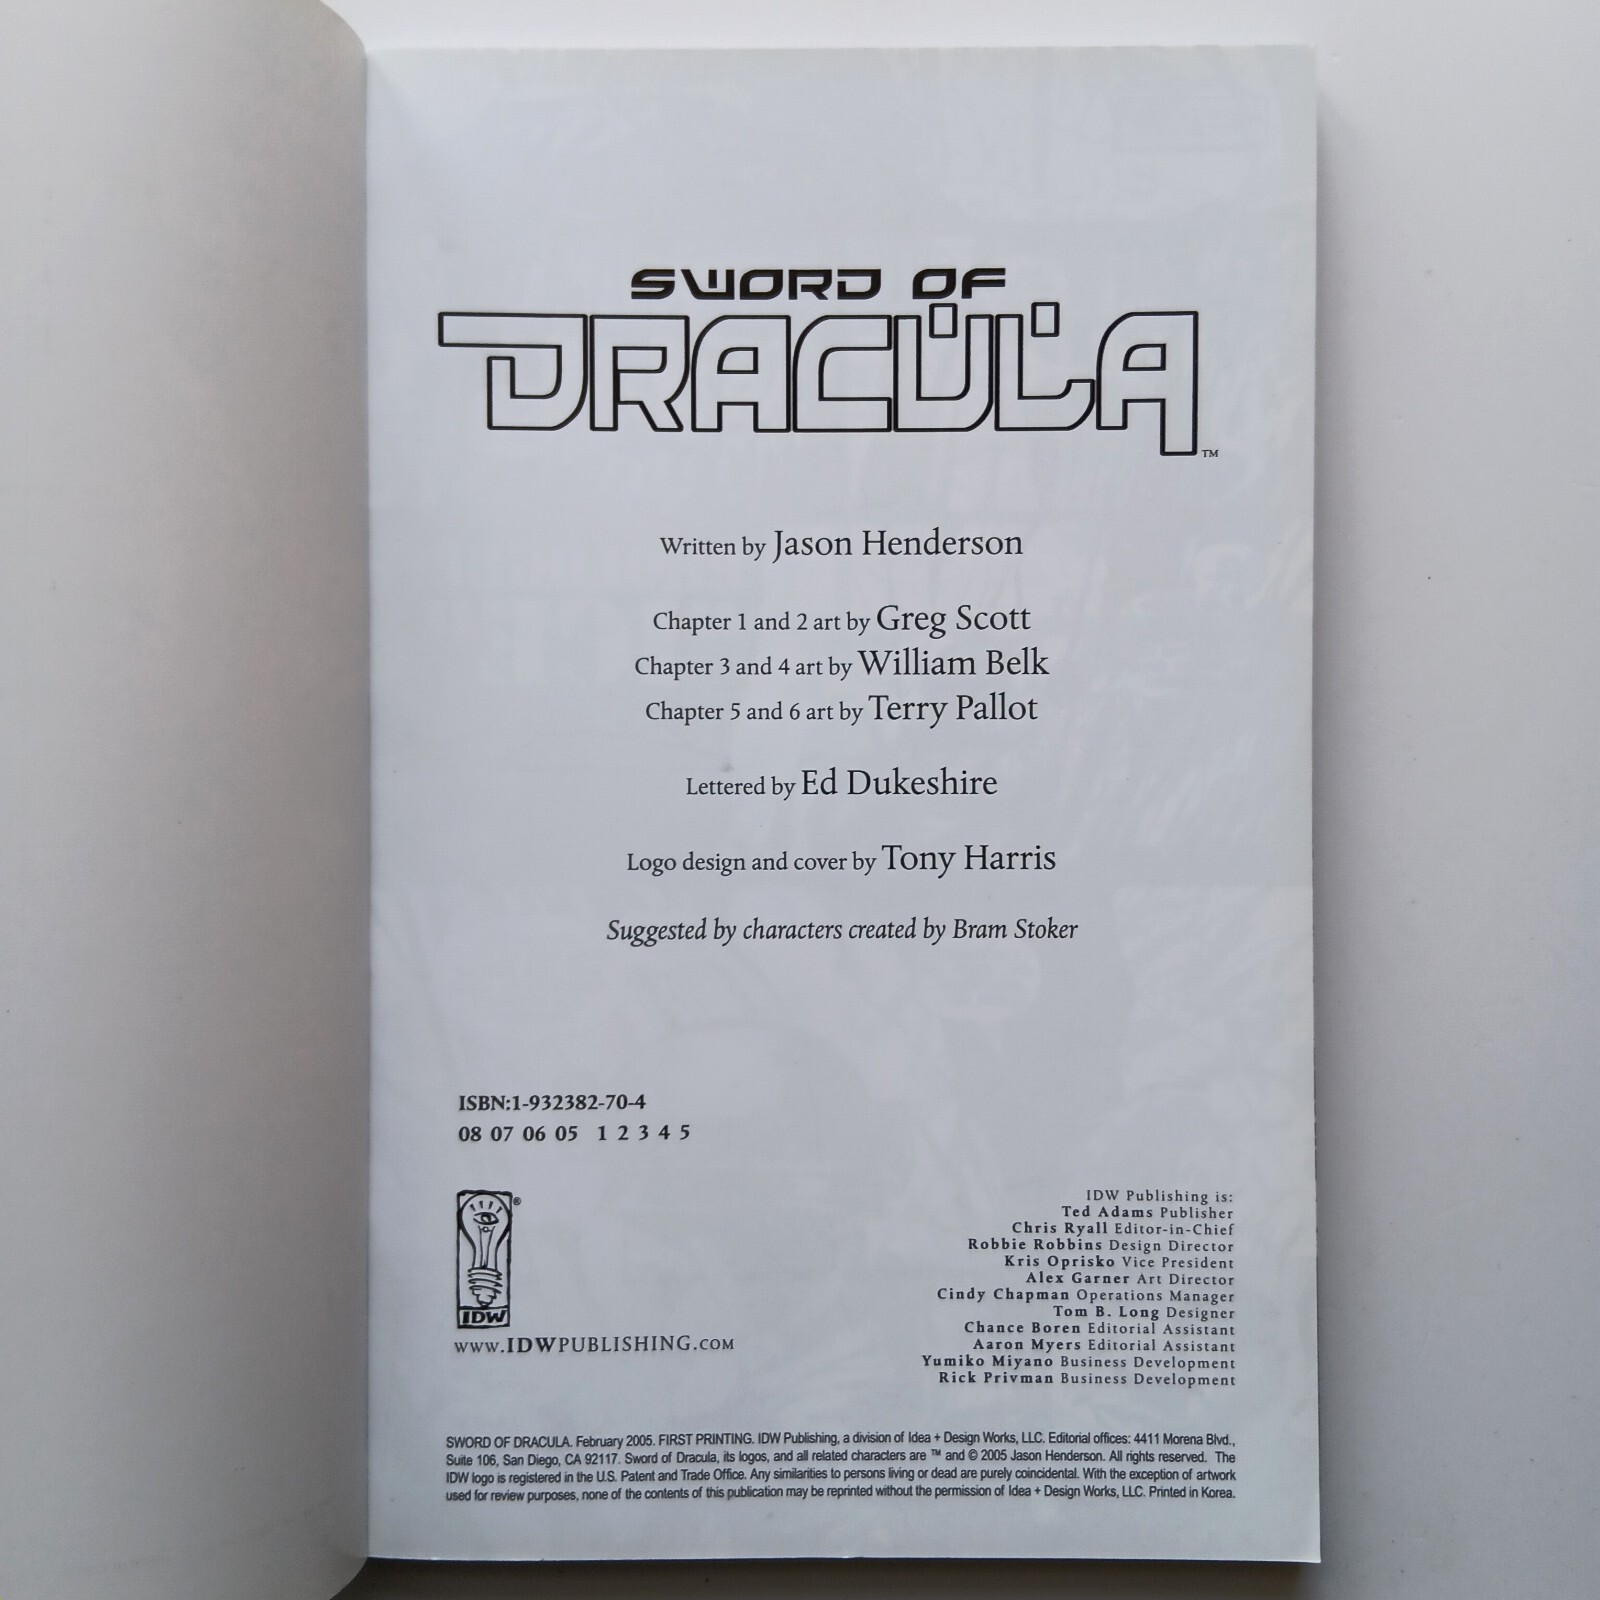 SWORD OF
DRACULA™
Written by Jason Henderson
Chapter 1 and 2 art by Greg Scott
Chapter 3 and 4 art by William Belk
Chapter 5 and 6 art by Terry Pallot
Lettered by Ed Dukeshire
Logo design and cover by Tony Harris
Suggested by characters created by Bram Stoker
ISBN:1-932382-70-4
08 07 06 05 1 2 3 4 5
®
IDW
WWW.IDWPUBLISHING.COM
IDW Publishing is:
Ted Adams Publisher
Chris Ryall Editor-in-Chief
Robbie Robbins Design Director
Kris Oprisko Vice President
Alex Garner Art Director
Cindy Chapman Operations Manager
Tom B. Long Designer
Chance Boren Editorial Assistant
Aaron Myers Editorial Assistant
Yumiko Miyano Business Development
Rick Privman Business Development
SWORD OF DRACULA. February 2005. FIRST PRINTING. IDW Publishing, a division of Idea + Design Works, LLC. Editorial offices: 4411 Morena Blvd.,
Suite 106, San Diego, CA 92117. Sword of Dracula, its logos, and all related characters are ™ and © 2005 Jason Henderson. All rights reserved. The
IDW logo is registered in the U.S. Patent and Trade Office. Any similarities to persons living or dead are purely coincidental. With the exception of artwork
used for review purposes, none of the contents of this publication may be reprinted without the permission of Idea + Design Works, LLC. Printed in Korea.